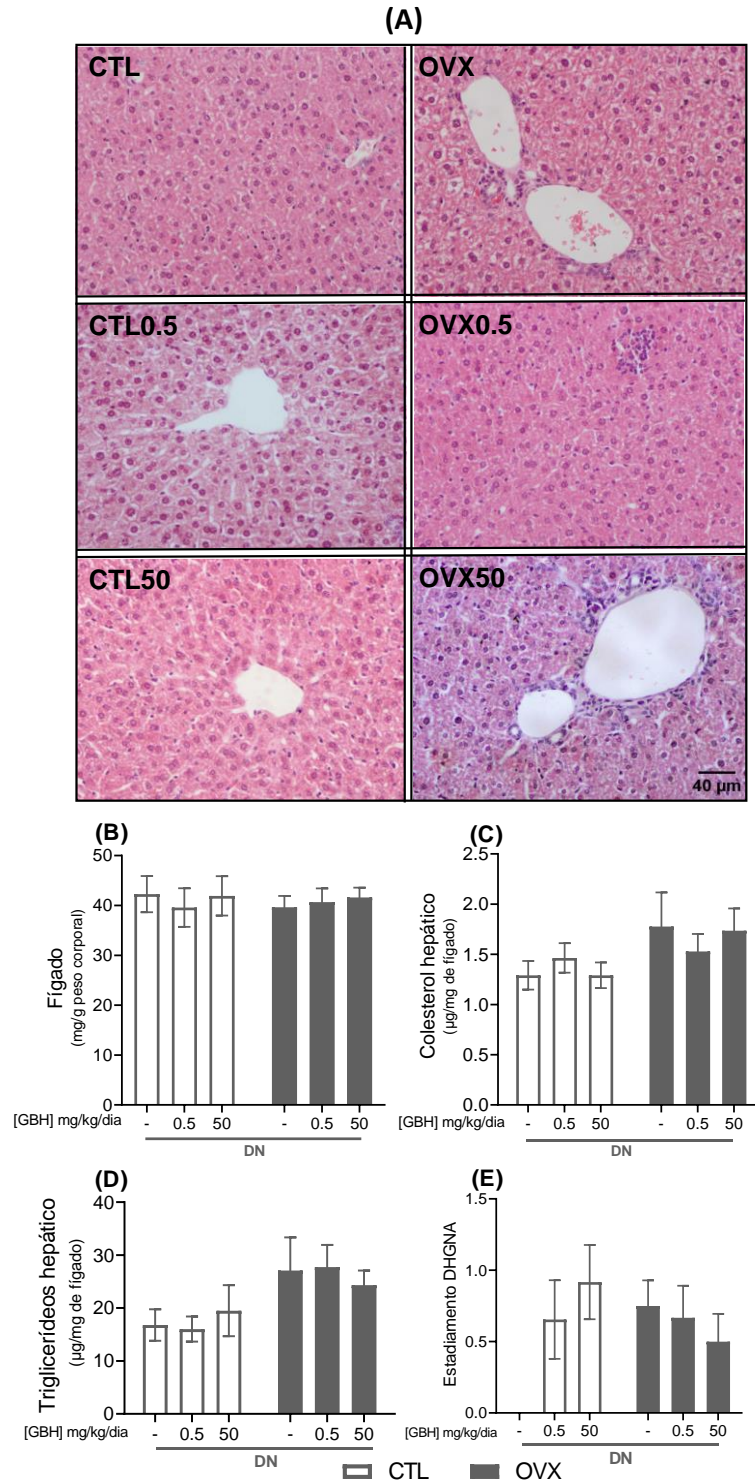 (A)
CTL
OVX
CTL0.5
OVX0.5
CTL50
OVX50
40 µm
(B)
50
40
30
20
10
0
Fígado
(mg/g peso corporal)
[GBH] mg/kg/dia
- 0.5 50 - 0.5 50
DN
(C)
2.5
2.0
1.5
1.0
0.5
0.0
Colesterol hepático
(µg/mg de fígado)
[GBH] mg/kg/dia
- 0.5 50 - 0.5 50
DN
(D)
40
30
20
10
0
Triglicerídeos hepático
(µg/mg de fígado)
[GBH] mg/kg/dia
- 0.5 50 - 0.5 50
DN
(E)
1.5
1.0
0.5
0.0
Estadiamento DHGNA
[GBH] mg/kg/dia
- 0.5 50 - 0.5 50
DN
CTL OVX